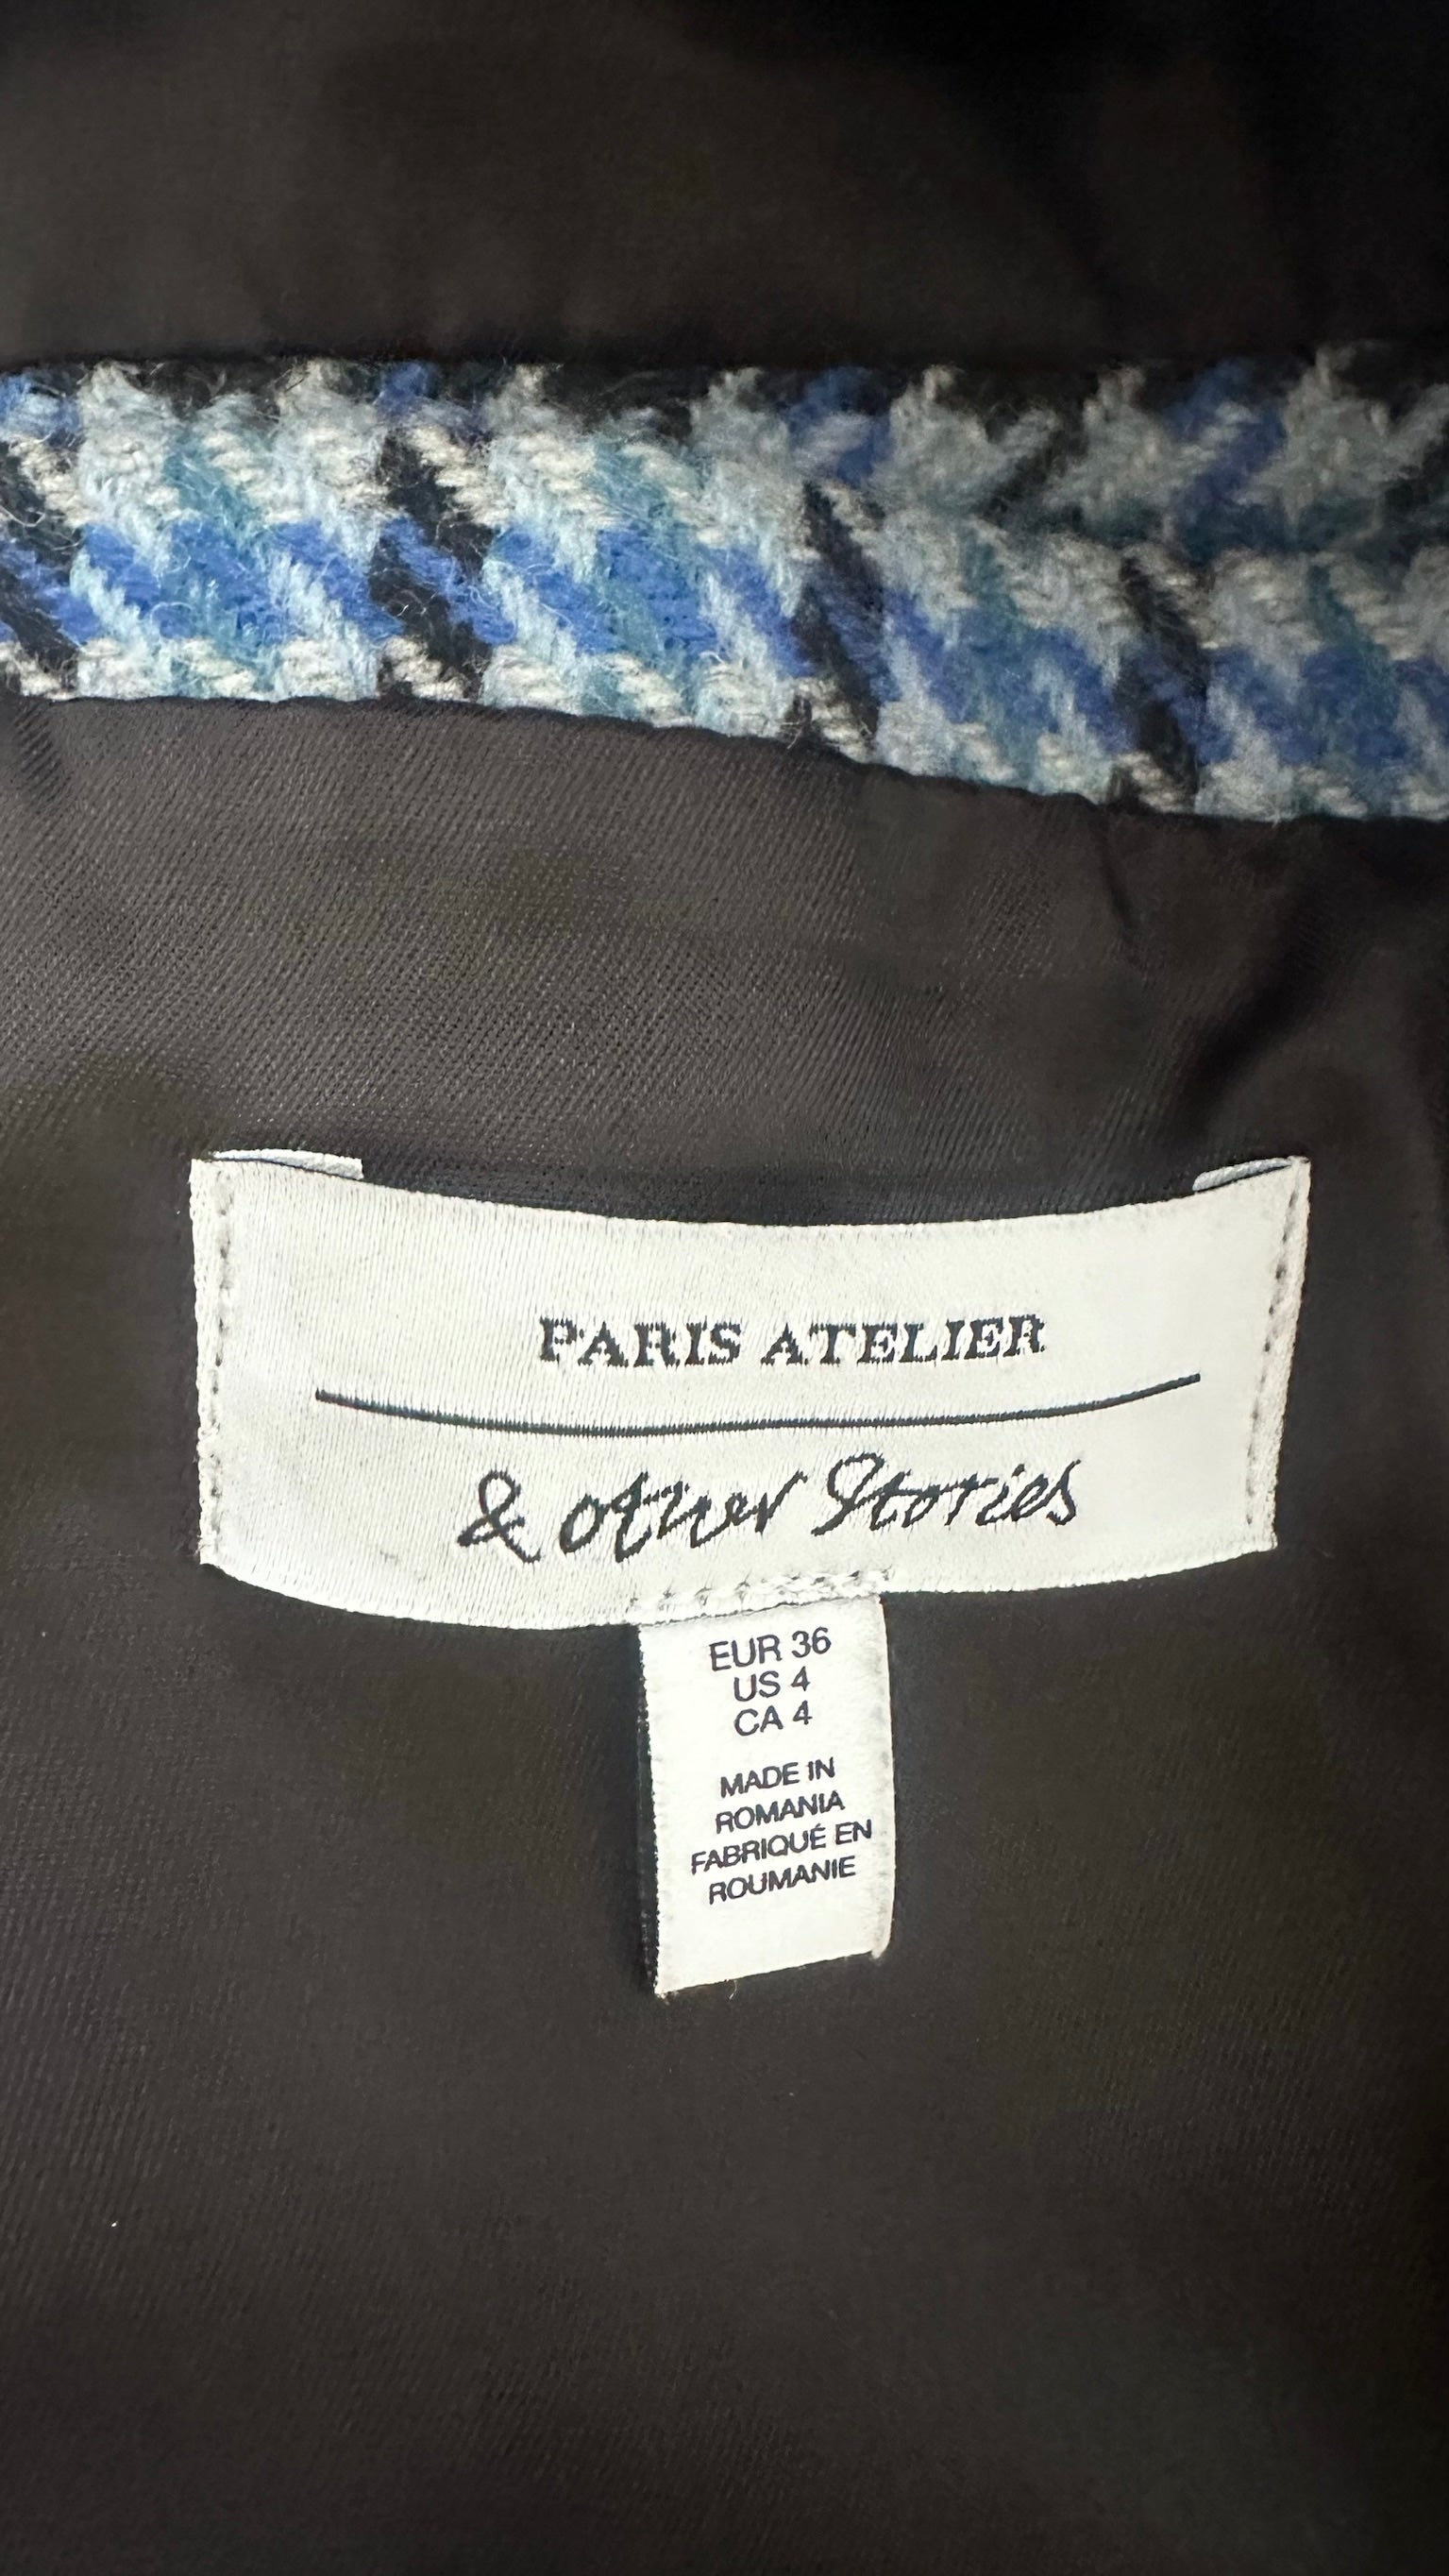 PARIS ATELIER
& other Stories
EUR 36
US 4
CA 4
MADE IN
ROMANIA
FABRIQUÉ EN
ROUMANIE